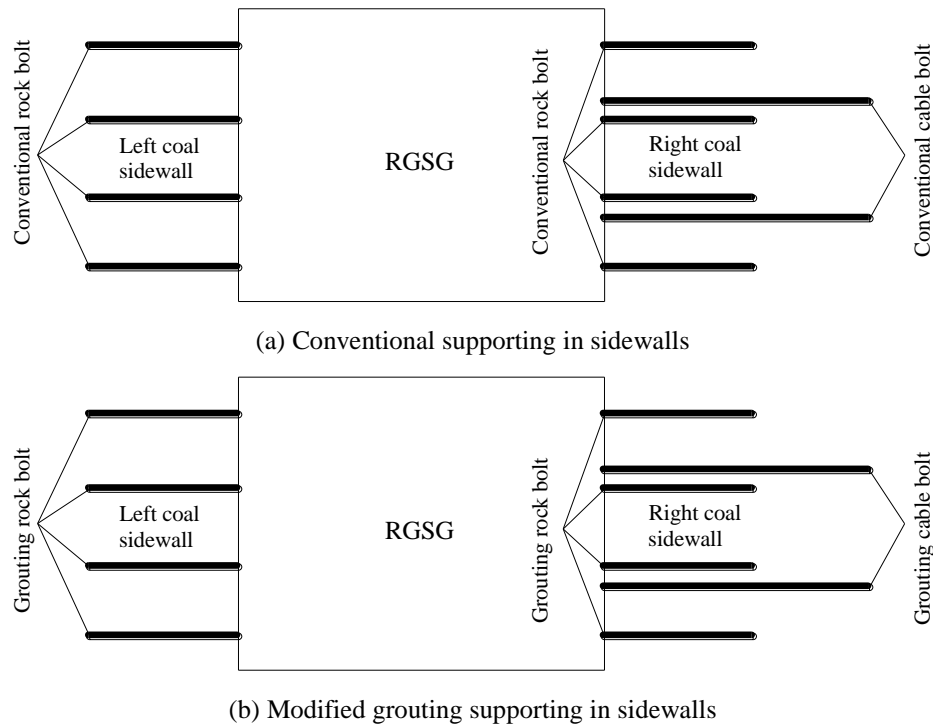 Conventional rock bolt
Left coal
sidewall
RGSG
Conventional rock bolt
Right coal
sidewall
Conventional cable bolt
(a) Conventional supporting in sidewalls
Grouting rock bolt
Left coal
sidewall
RGSG
Grouting rock bolt
Right coal
sidewall
Grouting cable bolt
(b) Modified grouting supporting in sidewalls